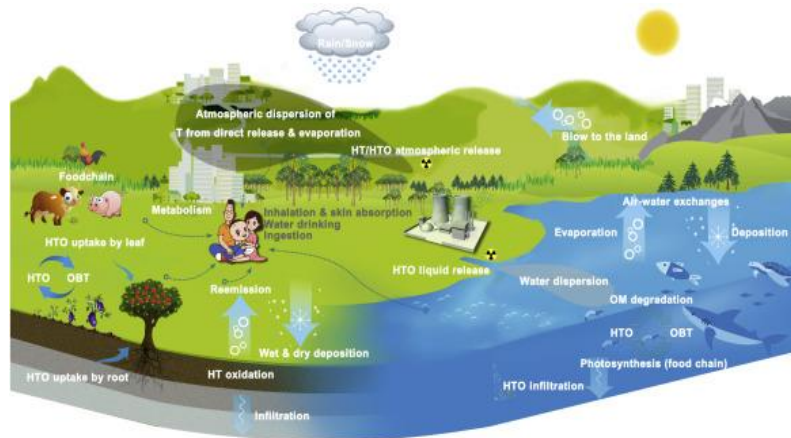 Rain/Snow
Atmospheric dispersion of
T from direct release & evaporation
Blow to the land
HT/HTO atmospheric release
Foodchain
Metabolism
Inhalation & skin absorption
Water drinking
Ingestion
Air-water exchanges
Evaporation
Deposition
HTO uptake by leaf
HTO
OBT
HTO liquid release
Water dispersion
Reemission
OM degradation
HTO
OBT
Wet & dry deposition
Photosynthesis (food chain)
HTO uptake by root
HT oxidation
HTO infiltration
Infiltration